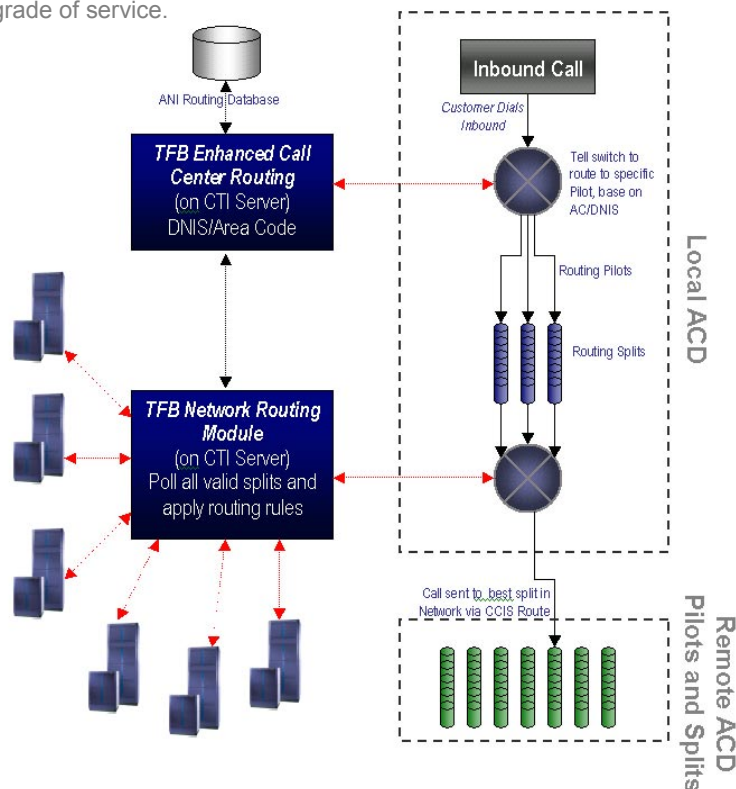 grade of service.
ANI Routing Database
TFB Enhanced Call
Center Routing
(on CTI Server)
DNIS/Area Code
Inbound Call
Customer Dials
Inbound
Tell switch to
route to specific
Pilot, base on
AC/DNIS
Routing Pilots
Routing Splits
Local ACD
TFB Network Routing
Module
(on CTI Server)
Poll all valid splits and
apply routing rules
Call sent to best split in
Network via CCIS Route
Remote ACD
Pilots and Splits